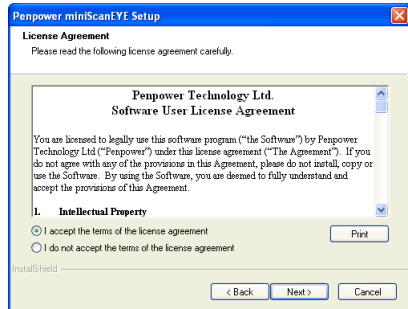 Penpower miniScanEYE Setup
License Agreement
Please read the following license agreement carefully.
Penpower Technology Ltd.
Software User License Agreement
You are licensed to legally use this software program ("the Software") by Penpower
Technology Ltd ("Penpower") under this license agreement ("The Agreement"). If you
do not agree with any of the provisions in this Agreement, please do not install, copy or
use the Software. By using the Software, you are deemed to fully understand and
accept the provisions of this Agreement.
1. Intellectual Property
I accept the terms of the license agreement
Print
I do not accept the terms of the license agreement
InstallShield
< Back
Next >
Cancel